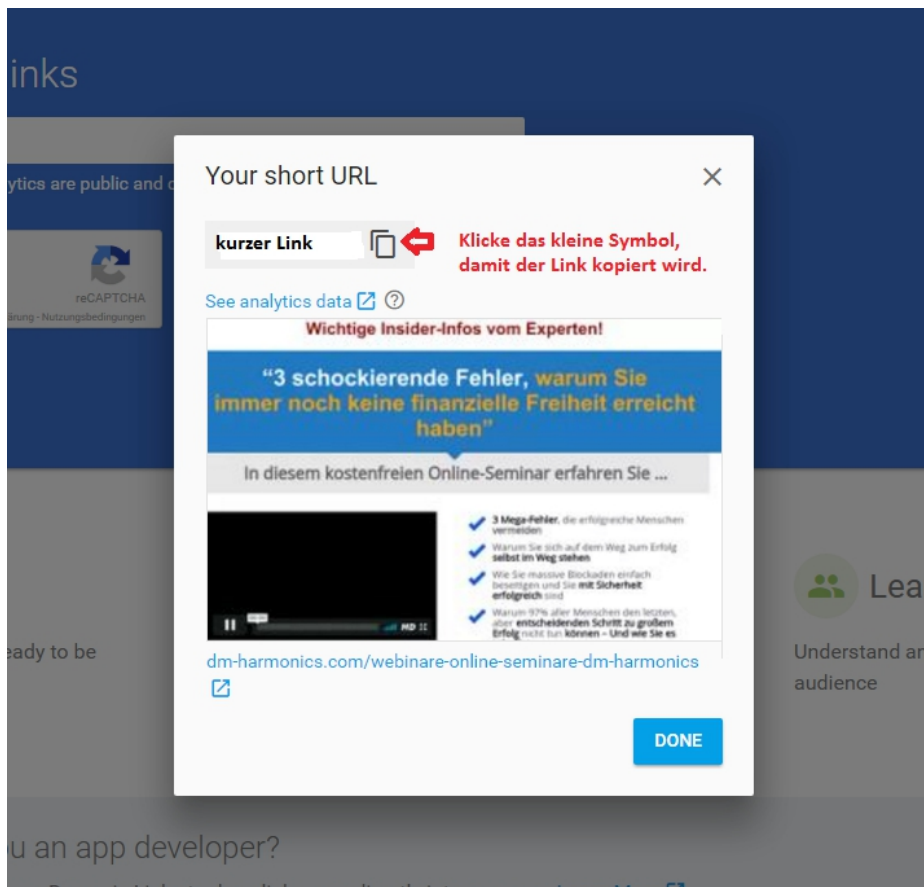 inks
ytics are public and c
reCAPTCHA
ärung - Nutzungsbedingungen
Your short URL
kurzer Link
Klicke das kleine Symbol,
damit der Link kopiert wird.
See analytics data
Wichtige Insider-Infos vom Experten!
“3 schockierende Fehler, warum Sie
immer noch keine finanzielle Freiheit erreicht
haben”
In diesem kostenfreien Online-Seminar erfahren Sie ...
3 Mega-Fehler, die erfolgreiche Menschen
vermeiden
Warum Sie sich auf dem Weg zum Erfolg
selbst im Weg stehen
Wie Sie massive Blockaden einfach
beseitigen und Sie mit Sicherheit
erfolgreich sind
Warum 97% aller Menschen den letzten,
aber entscheidenden Schritt zu großem
Erfolg nicht tun können – Und wie Sie es
HD
dm-harmonics.com/webinare-online-seminare-dm-harmonics
DONE
eady to be
Lea
Understand an
audience
u an app developer?